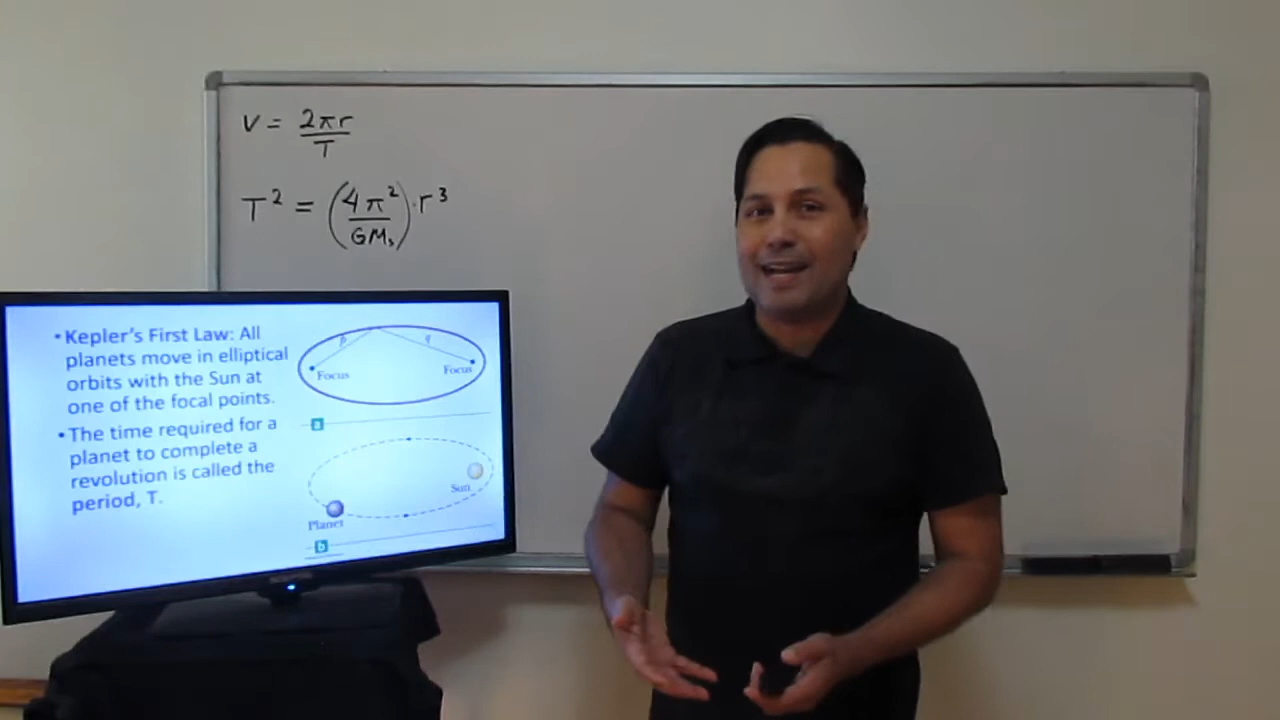 v = 2πr/T
T² = (4π²/GMs)·r³
•Kepler's First Law: All
planets move in elliptical
orbits with the Sun at
one of the focal points.
•The time required for a
planet to complete a
revolution is called the
period, T.
p q
Focus Focus
a
Sun
Planet
b